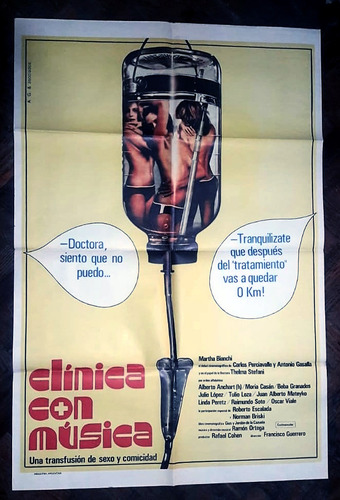 —Doctora,
siento que no
puedo...
—Tranquilízate
que después
del 'tratamiento'
vas a quedar
0 Km!
clínica
con
música
Una transfusión de sexo y comicidad
Martha Bianchi
Carlos Perciavalle y Antonio Gasalla
Thelma Stefani
Alberto Anchart (h) / Moria Casán / Beba Granados
Julio López / Tulio Loza / Juan Alberto Mateyko
Linda Peretz / Raimundo Soto / Oscar Viale
Roberto Escalada
Norman Briski
Ramón Ortega
Rafael Cohen
Francisco Guerrero